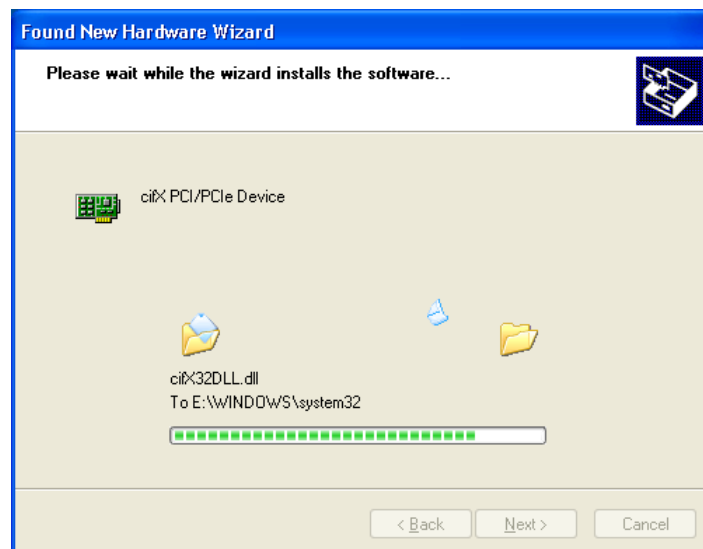 Found New Hardware Wizard
Please wait while the wizard installs the software...
cifX PCI/PCIe Device
cifX32DLL.dll
To E:\WINDOWS\system32
< Back
Next >
Cancel